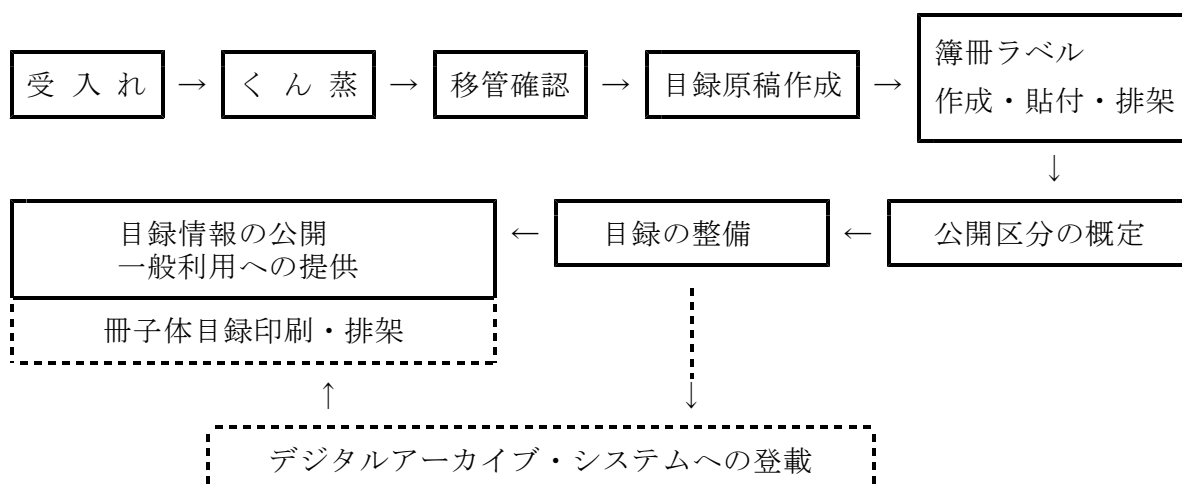 受 入 れ → く ん 蒸 → 移管確認 → 目録原稿作成 → 簿冊ラベル
作成・貼付・排架
↓
目録情報の公開
一般利用への提供
← 目録の整備 ← 公開区分の概定
冊子体目録印刷・排架
↑ ↓
デジタルアーカイブ・システムへの登載